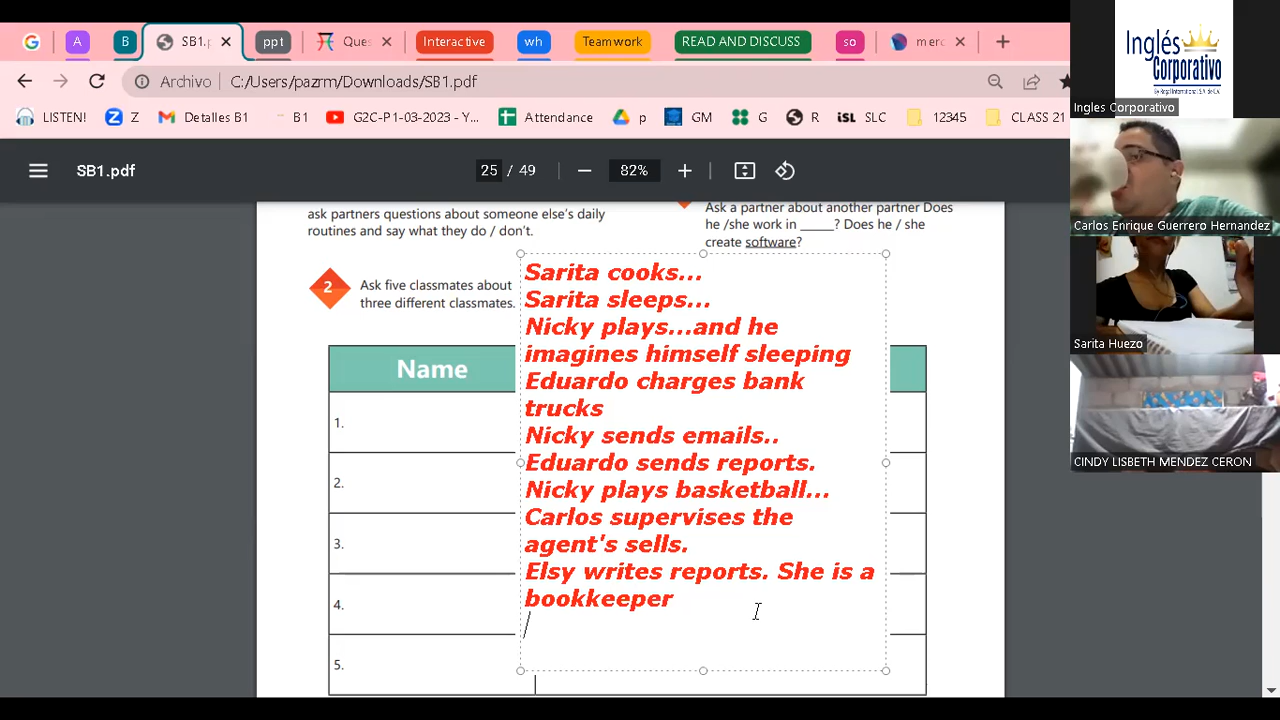 SB1.p
ppt
Ques
Interactive
wh
Teamwork
READ AND DISCUSS
so
merc
Archivo
C:/Users/pazrm/Downloads/SB1.pdf
LISTEN!
Z
Detalles B1
B1
G2C-P1-03-2023 - Y...
Attendance
p
GM
G
R
iSL SLC
12345
CLASS 21
SB1.pdf
25 / 49
82%
ask partners questions about someone else's daily
routines and say what they do / don't.
Ask a partner about another partner Does
he /she work in _____? Does he / she
create software?
2
Ask five classmates about
three different classmates.
Name
1.
2.
3.
4.
5.
Sarita cooks...
Sarita sleeps...
Nicky plays...and he
imagines himself sleeping
Eduardo charges bank
trucks
Nicky sends emails..
Eduardo sends reports.
Nicky plays basketball...
Carlos supervises the
agent's sells.
Elsy writes reports. She is a
bookkeeper
Inglés
Corporativo
Ingles Corporativo
Carlos Enrique Guerrero Hernandez
Sarita Huezo
CINDY LISBETH MENDEZ CERON